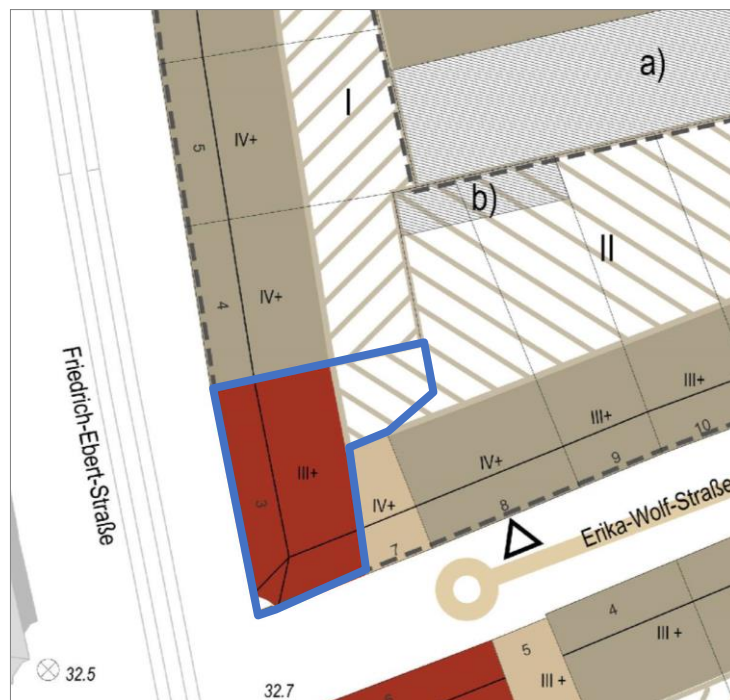 a)
I
IV+
5
b)
II
IV+
4
III+
III+
10
Friedrich-Ebert-Straße
III+
IV+
9
3
IV+
8
Erika-Wolf-Straße
7
4
III +
5
III +
32.5
32.7
6